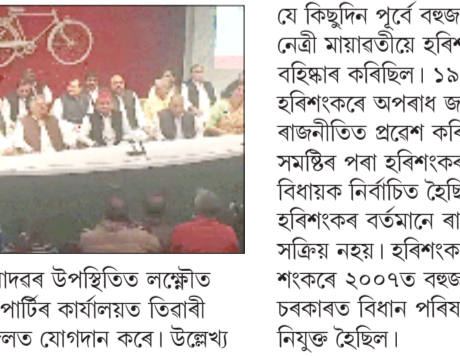 াদৱৰ উপস্থিতিত লক্ষ্ণৌত
পাৰ্টিৰ কাৰ্যালয়ত তিৱাৰী
লত যোগদান কৰে। উল্লেখ্য
যে কিছুদিন পূৰ্বে বহুজ
নেত্ৰী মায়াৱতীয়ে হৰিশ
বহিষ্কাৰ কৰিছিল। ১৯
হৰিশংকৰে অপৰাধ জ
ৰাজনীতিত প্ৰৱেশ কৰি
সমষ্টিৰ পৰা হৰিশংকৰ
বিধায়ক নিৰ্বাচিত হৈছি
হৰিশংকৰ বৰ্তমানে ৰা
সক্ৰিয় নহয়। হৰিশংক
শংকৰে ২০০৭ত বহুজ
চৰকাৰত বিধান পৰিষ
নিযুক্ত হৈছিল।